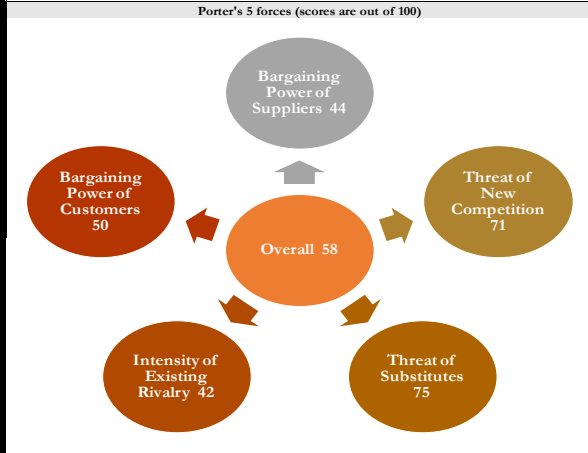 Porter's 5 forces (scores are out of 100)
Bargaining
Power of
Suppliers 44
Bargaining
Power of
Customers
50
Threat of
New
Competition
71
Overall 58
Intensity of
Existing
Rivalry 42
Threat of
Substitutes
75